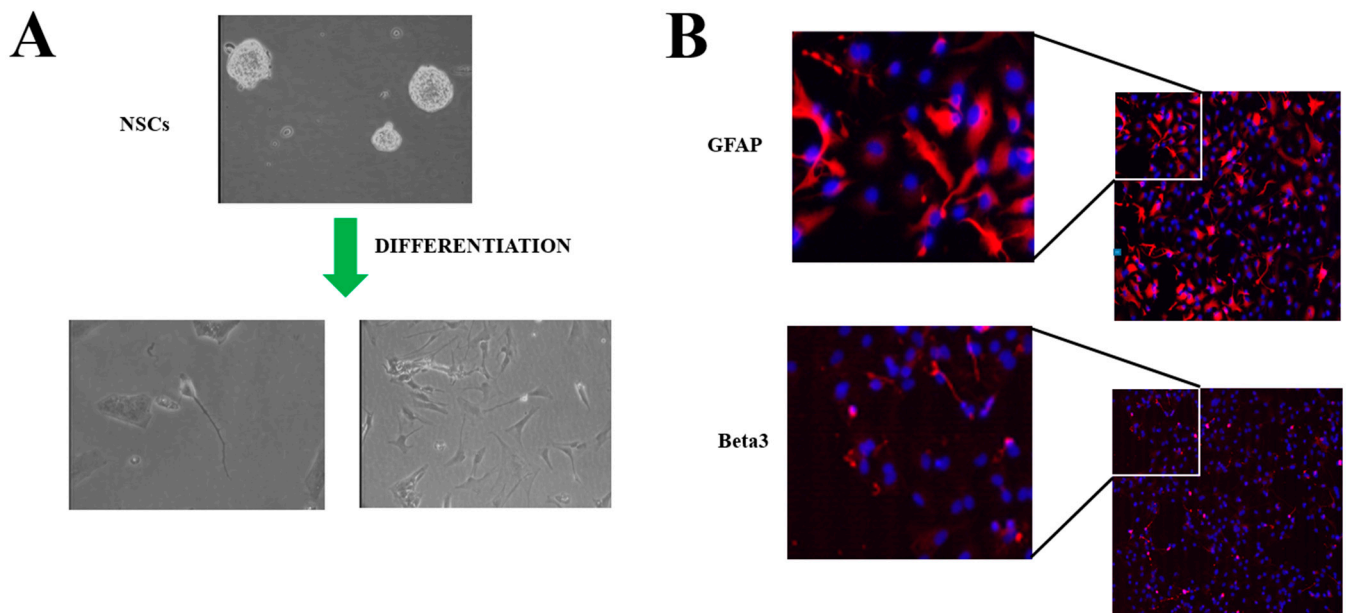 A
NSCs
DIFFERENTIATION
B
GFAP
Beta3